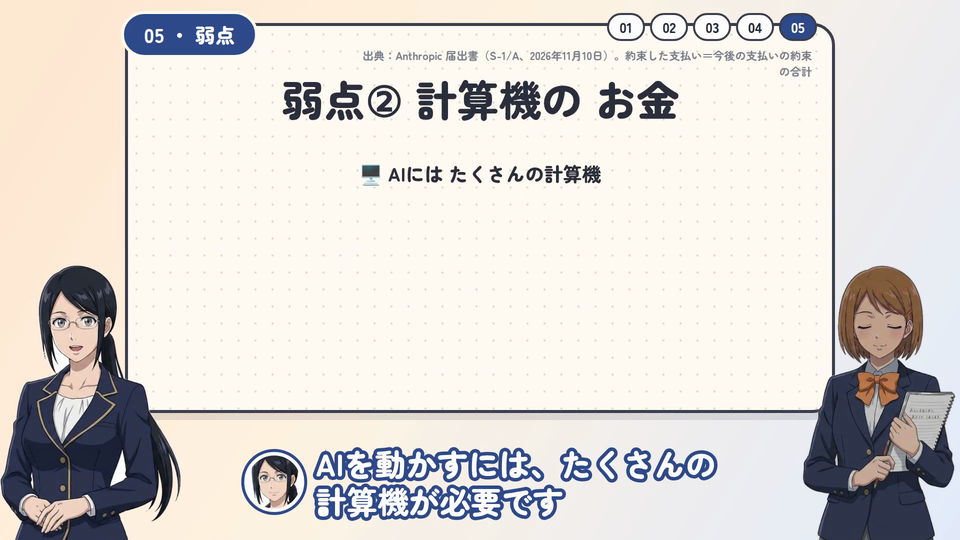 05 ・ 弱点
01 02 03 04 05
出典：Anthropic 届出書（S-1/A、2026年11月10日）。約束した支払い＝今後の支払いの約束
の合計
弱点② 計算機の お金
AIには たくさんの計算機
AIを動かすには、たくさんの
計算機が必要です